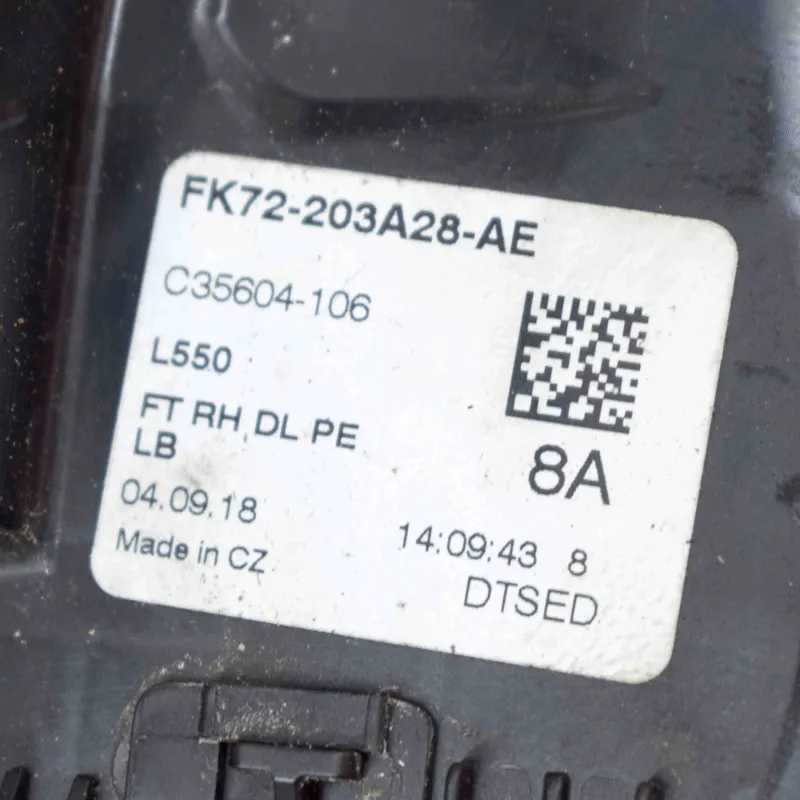 FK72-203A28-AE
C35604-106
L550
FT RH DL PE
LB
8A
04.09.18
14:09:43 8
Made in CZ
DTSED